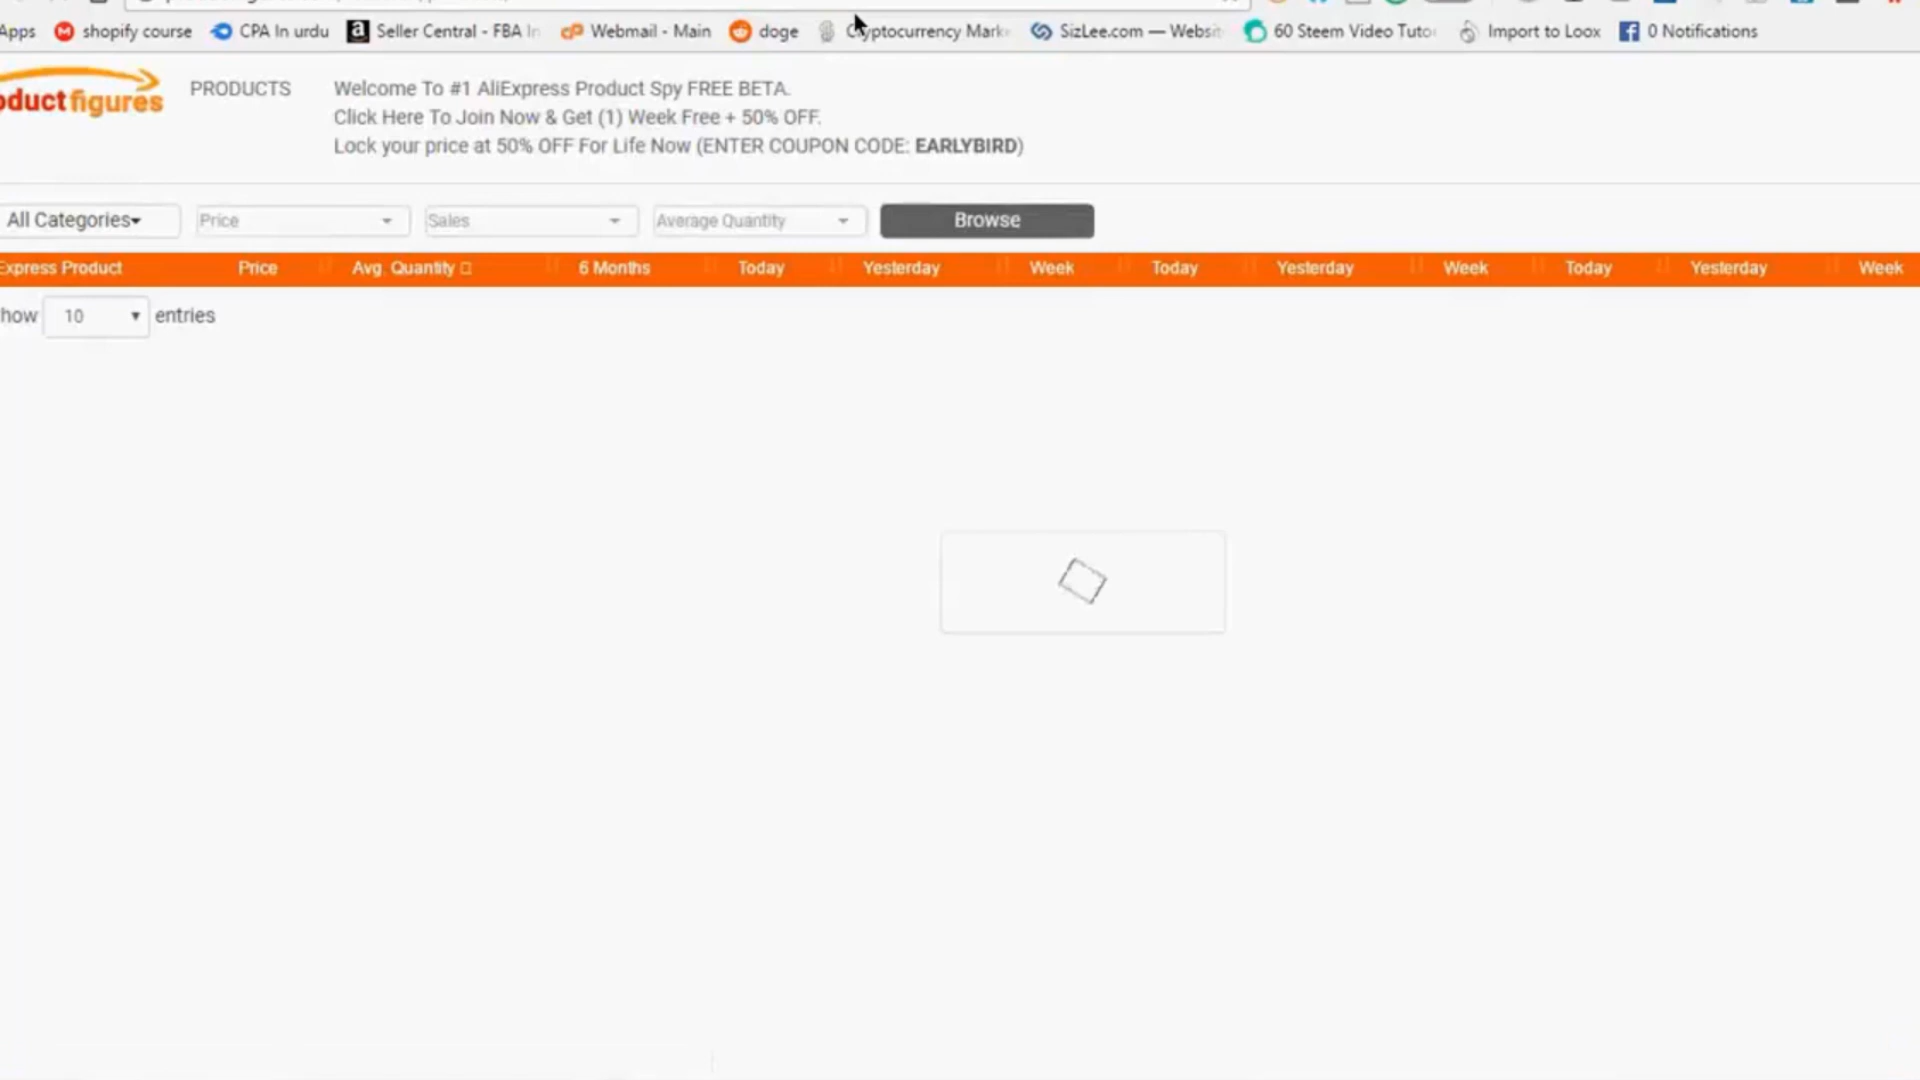 Apps shopify course CPA In urdu Seller Central - FBA In Webmail - Main doge Cryptocurrency Mark SizLee.com — Websit 60 Steem Video Tuto Import to Loox 0 Notifications
oductfigures PRODUCTS Welcome To #1 AliExpress Product Spy FREE BETA.
Click Here To Join Now & Get (1) Week Free + 50% OFF.
Lock your price at 50% OFF For Life Now (ENTER COUPON CODE: EARLYBIRD)
All Categories Price Sales Average Quantity Browse
Express Product Price Avg. Quantity 6 Months Today Yesterday Week Today Yesterday Week Today Yesterday Week
how 10 entries